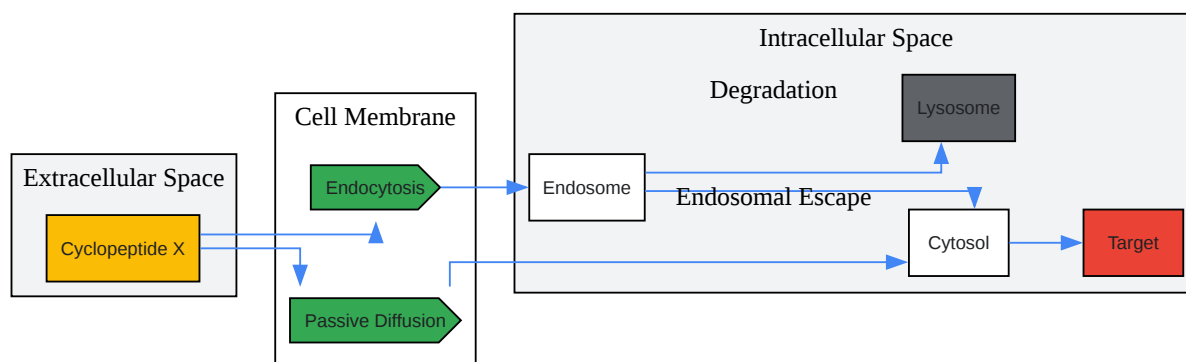 Extracellular Space
Cyclopeptide X
Cell Membrane
Endocytosis
Passive Diffusion
Intracellular Space
Degradation
Lysosome
Endosome
Endosomal Escape
Cytosol
Target